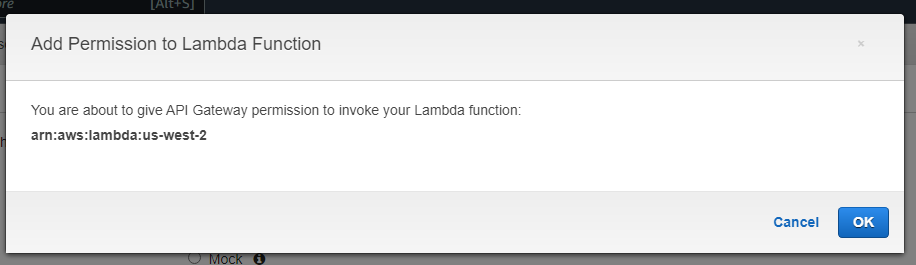 [Alt+S]
Add Permission to Lambda Function
×
You are about to give API Gateway permission to invoke your Lambda function:
arn:aws:lambda:us-west-2
Cancel OK
Mock